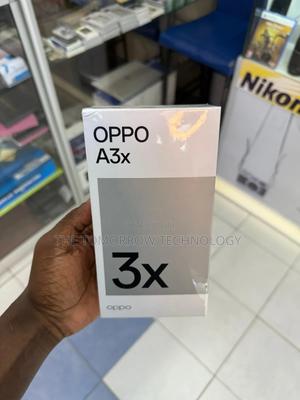 OPPO
A3x
THE TOMORROW TECHNOLOGY
3x
oppo
Nikon